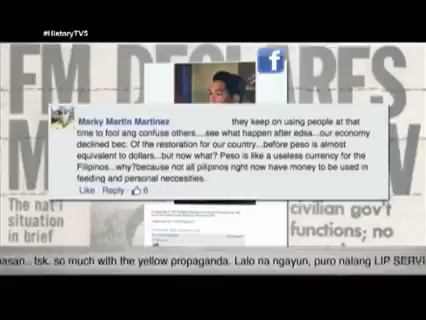 #HistoryTV5
FM DECLARES
f
Marky Martin Martinez they keep on using people at that
time to fool ang confuse others....see what happen after edsa...our economy
declined bec. Of the restoration for our country...before peso is almost
equivalent to dollars...but now what? Peso is like a useless currency for the
Filipinos...why?because not all pilipinos right now have money to be used in
feeding and personal neccesities.
Like · Reply · 6
The nat'l
situation
in brief
civilian gov't
functions; no
asan.. tsk. so much with the yellow propaganda. Lalo na ngayun, puro nalang LIP SERVI